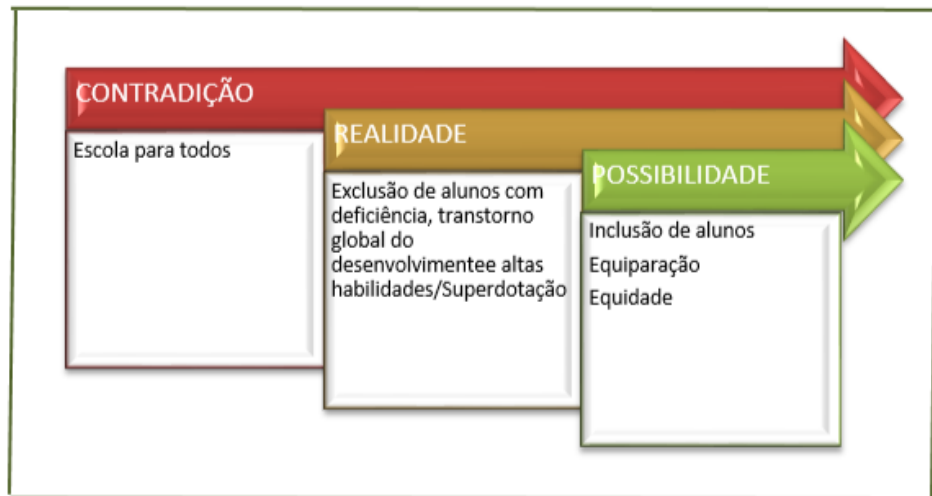 CONTRADIÇÃO
Escola para todos
REALIDADE
Exclusão de alunos com
deficiência, transtorno
global do
desenvolvimentee altas
habilidades/Superdotação
POSSIBILIDADE
Inclusão de alunos
Equiparação
Equidade